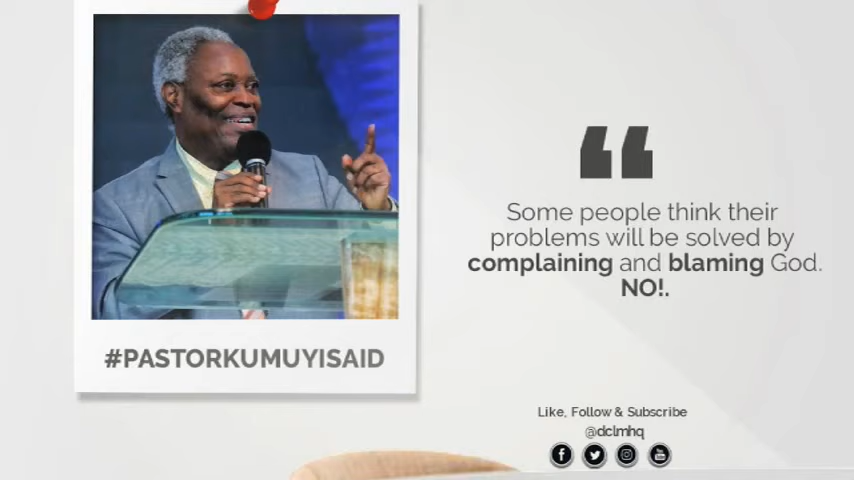 #PASTORKUMUYISAID
Some people think their
problems will be solved by
complaining and blaming God.
NO!.
Like, Follow & Subscribe
@dclmhq